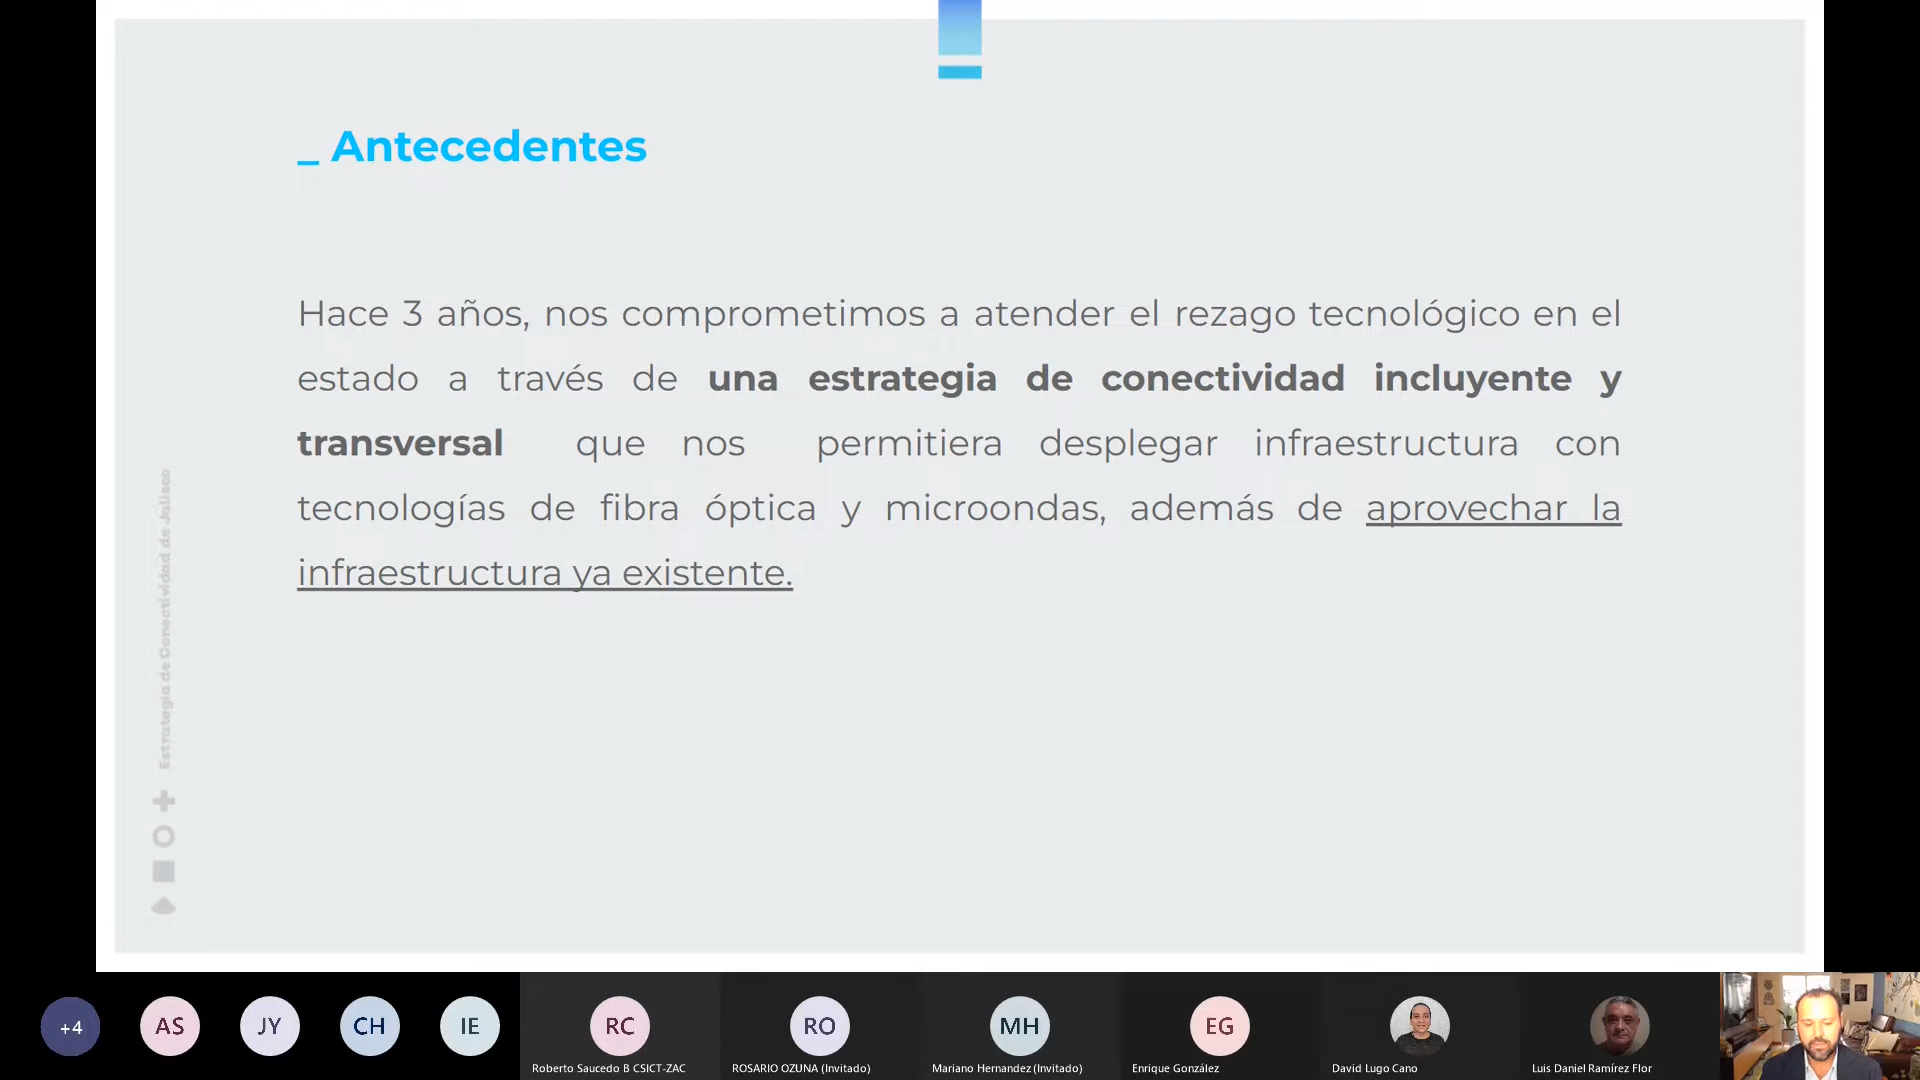 _ Antecedentes
Hace 3 años, nos comprometimos a atender el rezago tecnológico en el
estado a través de una estrategia de conectividad incluyente y
transversal que nos permitiera desplegar infraestructura con
tecnologías de fibra óptica y microondas, además de aprovechar la
infraestructura ya existente.
Estrategia de Conectividad de Jalisco
+4
AS
JY
CH
IE
RC
RO
MH
EG
Roberto Saucedo B CSICT-ZAC
ROSARIO OZUNA (Invitado)
Mariano Hernandez (Invitado)
Enrique González
David Lugo Cano
Luis Daniel Ramírez Flor